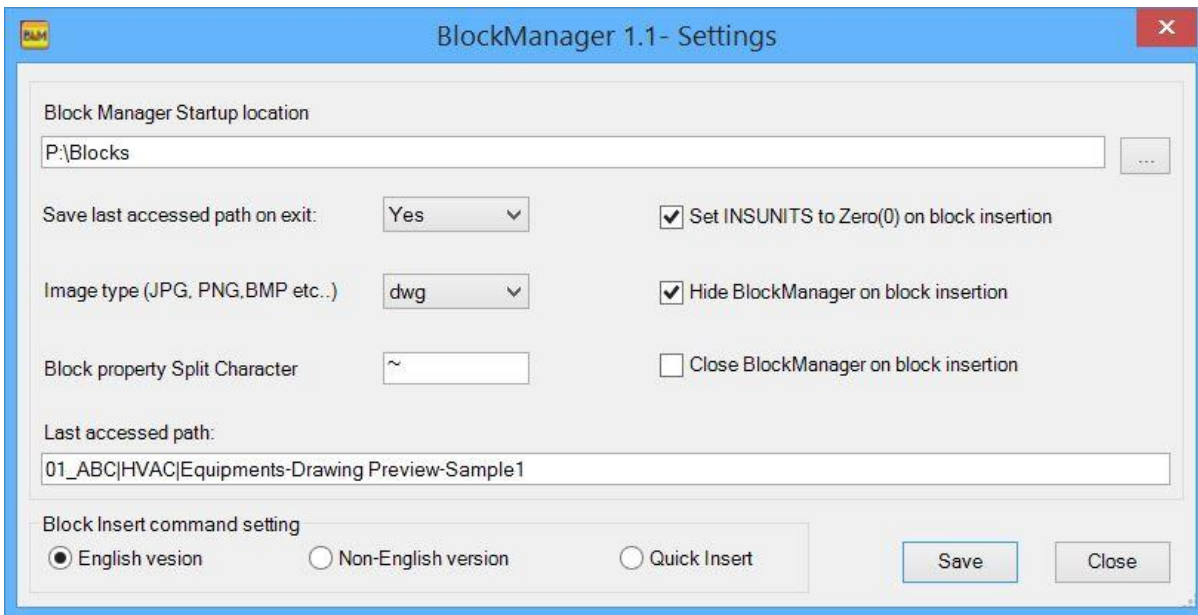 B&M
BlockManager 1.1- Settings
Block Manager Startup location
P:\Blocks
...
Save last accessed path on exit:
Yes
Set INSUNITS to Zero(0) on block insertion
Image type (JPG, PNG,BMP etc..)
dwg
Hide BlockManager on block insertion
Block property Split Character
~
Close BlockManager on block insertion
Last accessed path:
01_ABC|HVAC|Equipments-Drawing Preview-Sample1
Block Insert command setting
English vesion
Non-English version
Quick Insert
Save
Close